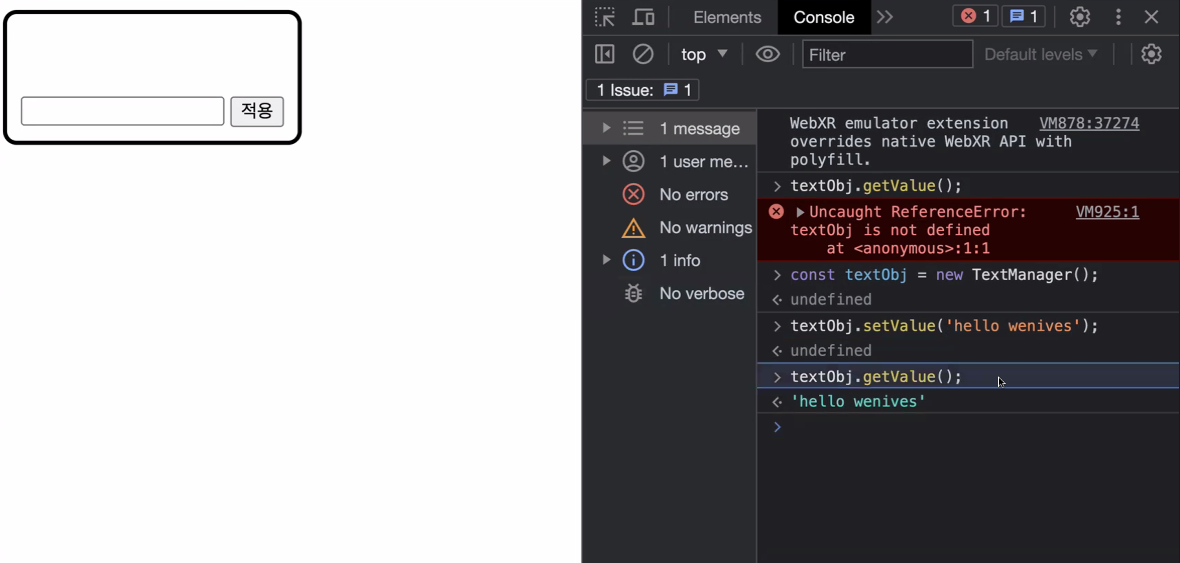 적용
Elements Console 1 1
top Filter Default levels
1 Issue: 1
1 message
1 user me...
No errors
No warnings
1 info
No verbose
WebXR emulator extension VM878:37274
overrides native WebXR API with
polyfill.
textObj.getValue();
Uncaught ReferenceError: VM925:1
textObj is not defined
at <anonymous>:1:1
const textObj = new TextManager();
undefined
textObj.setValue('hello wenives');
undefined
textObj.getValue();
'hello wenives'